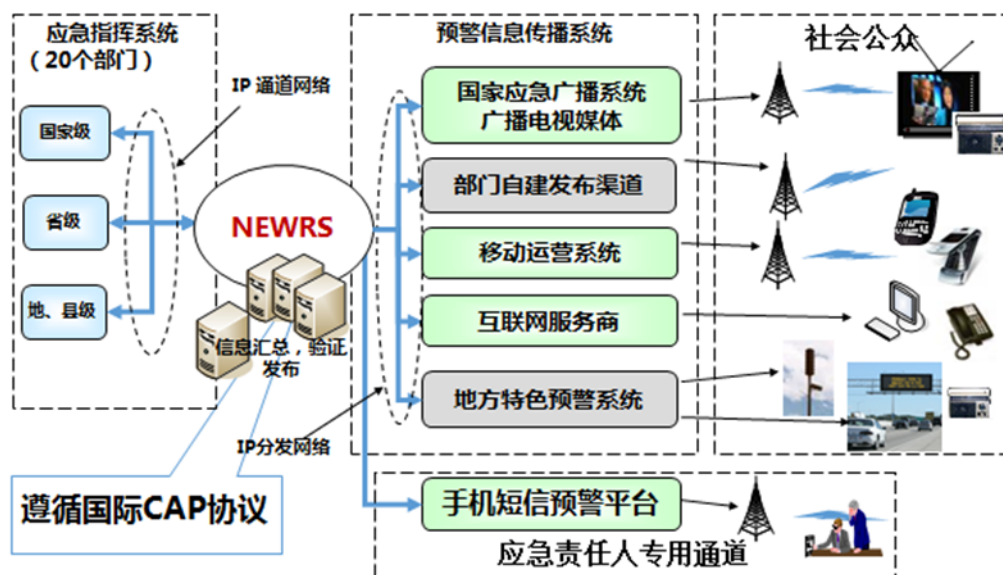 应急指挥系统
（20个部门）
IP 通道网络
国家级
省级
地、县级
NEWRS
信息汇总，验证
发布
IP分发网络
遵循国际CAP协议
预警信息传播系统
国家应急广播系统
广播电视媒体
部门自建发布渠道
移动运营系统
互联网服务商
地方特色预警系统
社会公众
手机短信预警平台
应急责任人专用通道